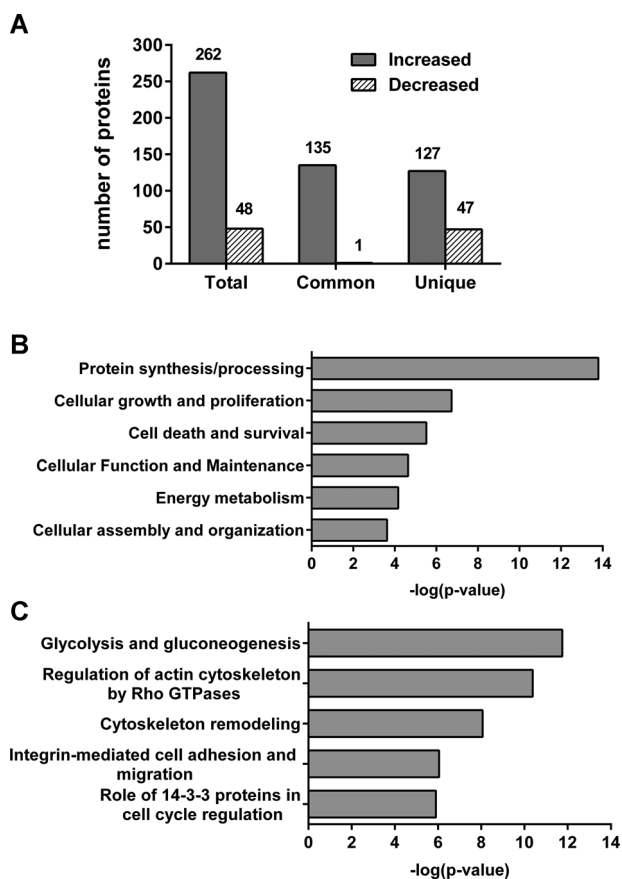 A
300
250
200
150
100
50
0
number of proteins
262
48
135
1
127
47
Increased
Decreased
Total Common Unique
B
Protein synthesis/processing
Cellular growth and proliferation
Cell death and survival
Cellular Function and Maintenance
Energy metabolism
Cellular assembly and organization
0 2 4 6 8 10 12 14
-log(p-value)
C
Glycolysis and gluconeogenesis
Regulation of actin cytoskeleton
by Rho GTPases
Cytoskeleton remodeling
Integrin-mediated cell adhesion and
migration
Role of 14-3-3 proteins in
cell cycle regulation
0 2 4 6 8 10 12 14
-log(p-value)